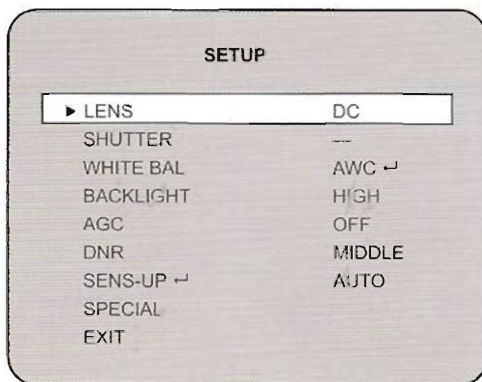 SETUP
► LENS DC
SHUTTER ---
WHITE BAL AWC ↵
BACKLIGHT HIGH
AGC OFF
DNR MIDDLE
SENS-UP ↵ AUTO
SPECIAL
EXIT